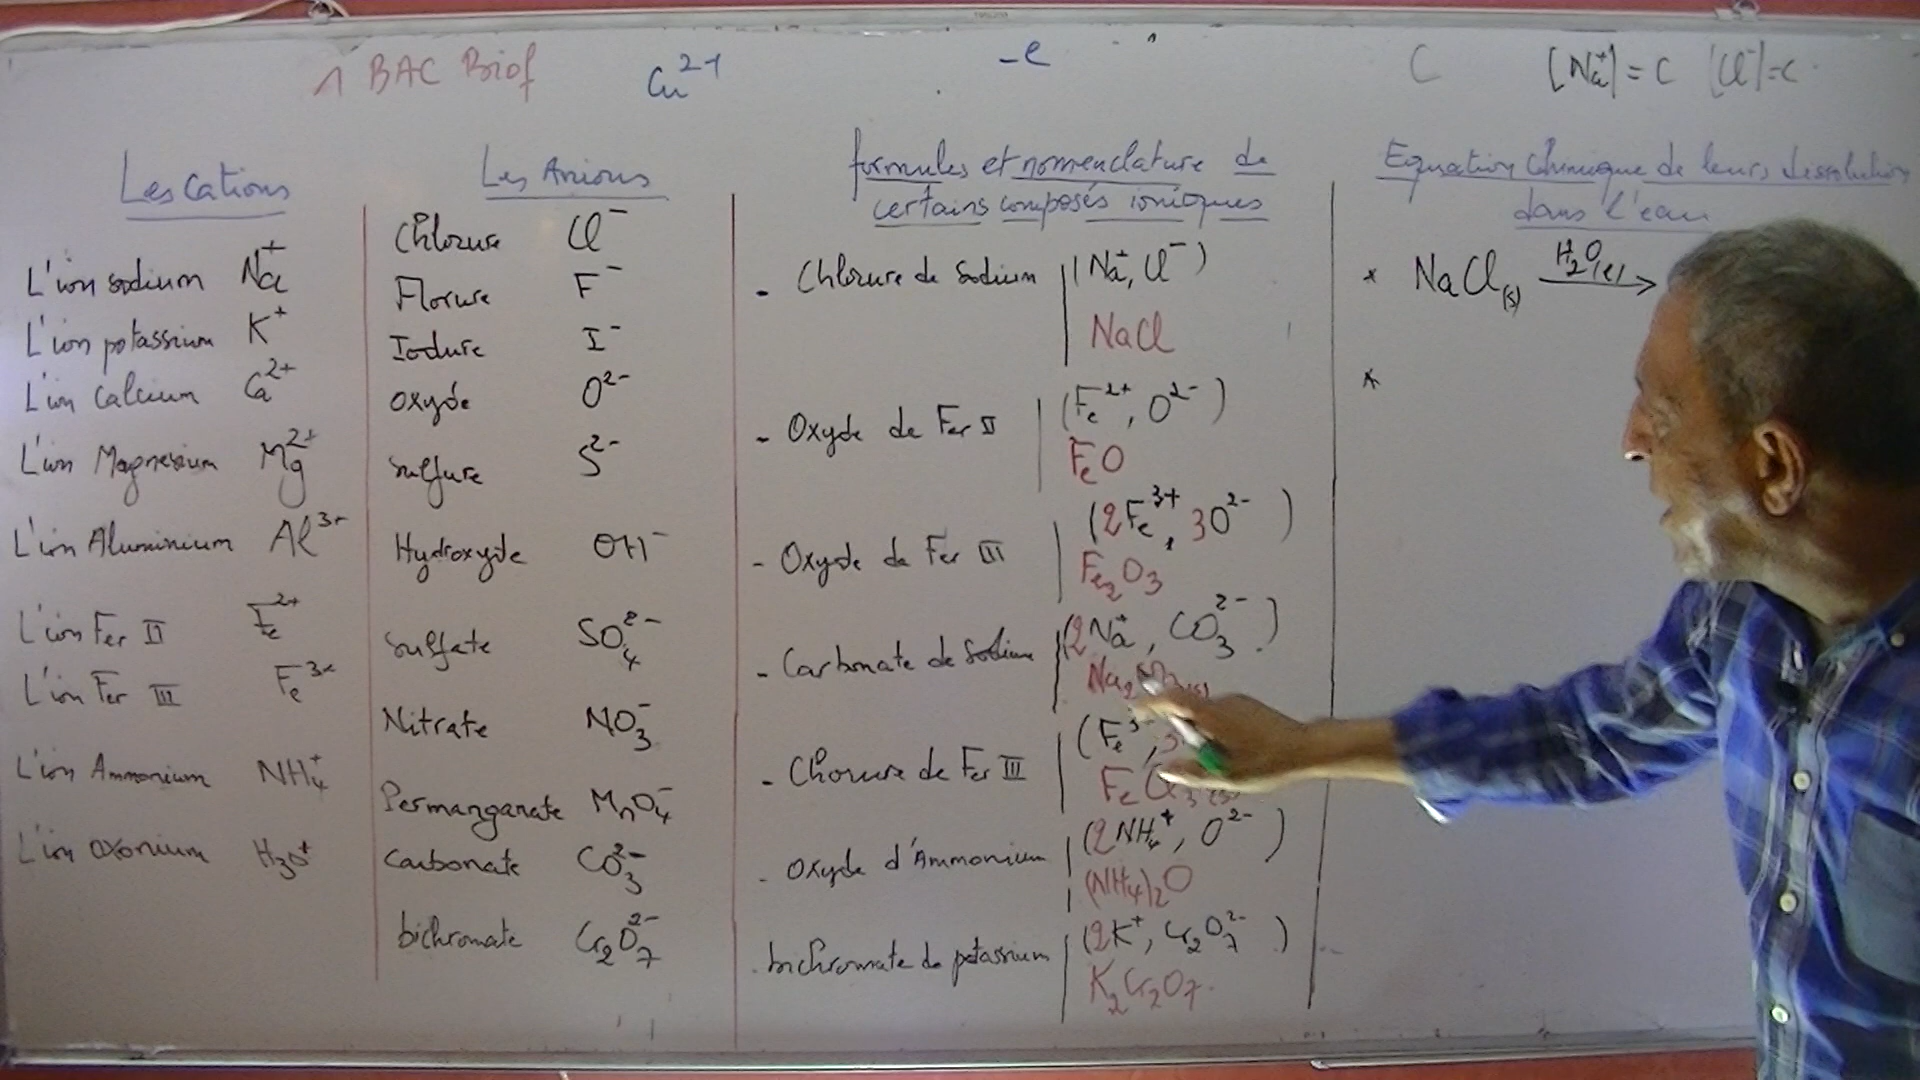 1 BAC Biof
Cu²⁺
-e
C [Na⁺]=C [Cl⁻]=C
Les Cations
L'ion sodium Na⁺
L'ion potassium K⁺
L'ion Calcium Ca²⁺
L'ion Magnesium Mg²⁺
L'ion Aluminium Al³⁺
L'ion Fer II Fe²⁺
L'ion Fer III Fe³⁺
L'ion Ammonium NH₄⁺
L'ion oxonium H₃O⁺
Les Anions
Chlorure Cl⁻
Florure F⁻
Iodure I⁻
Oxyde O²⁻
Sulfure S²⁻
Hydroxyde OH⁻
Sulfate SO₄²⁻
Nitrate NO₃⁻
Permanganate MnO₄⁻
Carbonate CO₃²⁻
bichromate Cr₂O₇²⁻
formules et nomenclature de
certains composés ioniques
- Chlorure de Sodium (Na⁺, Cl⁻)
NaCl
- Oxyde de Fer II (Fe²⁺, O²⁻)
FeO
- Oxyde de Fer III (2Fe³⁺, 3O²⁻)
Fe₂O₃
- Carbonate de Sodium (2Na⁺, CO₃²⁻)
Na₂
- Chorure de Fer III (Fe³
FeCl₃(s)
- Oxyde d'Ammonium (2NH₄⁺, O²⁻)
(NH₄)₂O
bichromate de potassium (2K⁺, Cr₂O₇²⁻)
K₂Cr₂O₇.
Equation Chimique de leurs dissolution
dans l'eau
* NaCl(s) H₂O(l) →
*